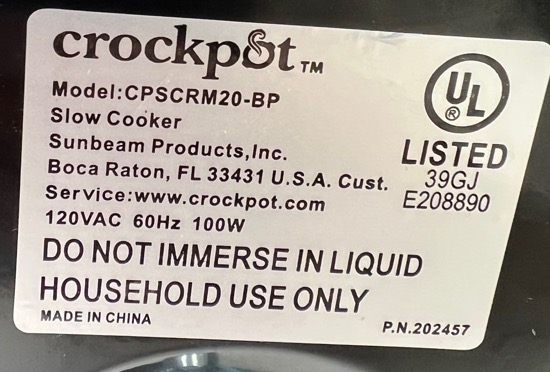 crockpot™
Model:CPSCRM20-BP
Slow Cooker
Sunbeam Products,Inc.
Boca Raton, FL 33431 U.S.A. Cust.
Service:www.crockpot.com
120VAC 60Hz 100W
UL®
LISTED
39GJ
E208890
DO NOT IMMERSE IN LIQUID
HOUSEHOLD USE ONLY
MADE IN CHINA
P.N.202457